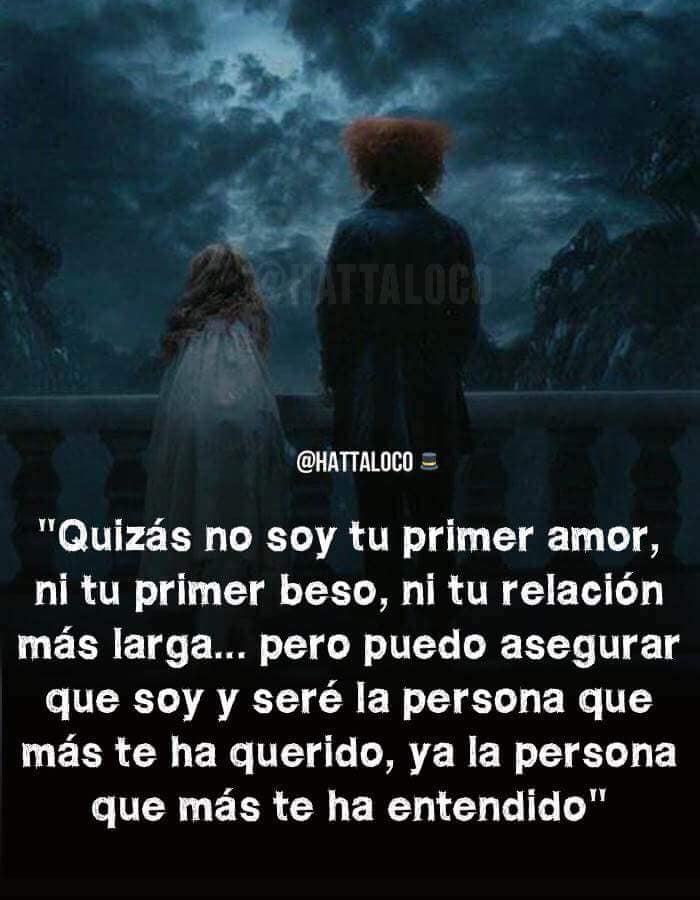 @HATTALOCO
@HATTALOCO 🎩
"Quizás no soy tu primer amor,
ni tu primer beso, ni tu relación
más larga... pero puedo asegurar
que soy y seré la persona que
más te ha querido, ya la persona
que más te ha entendido"